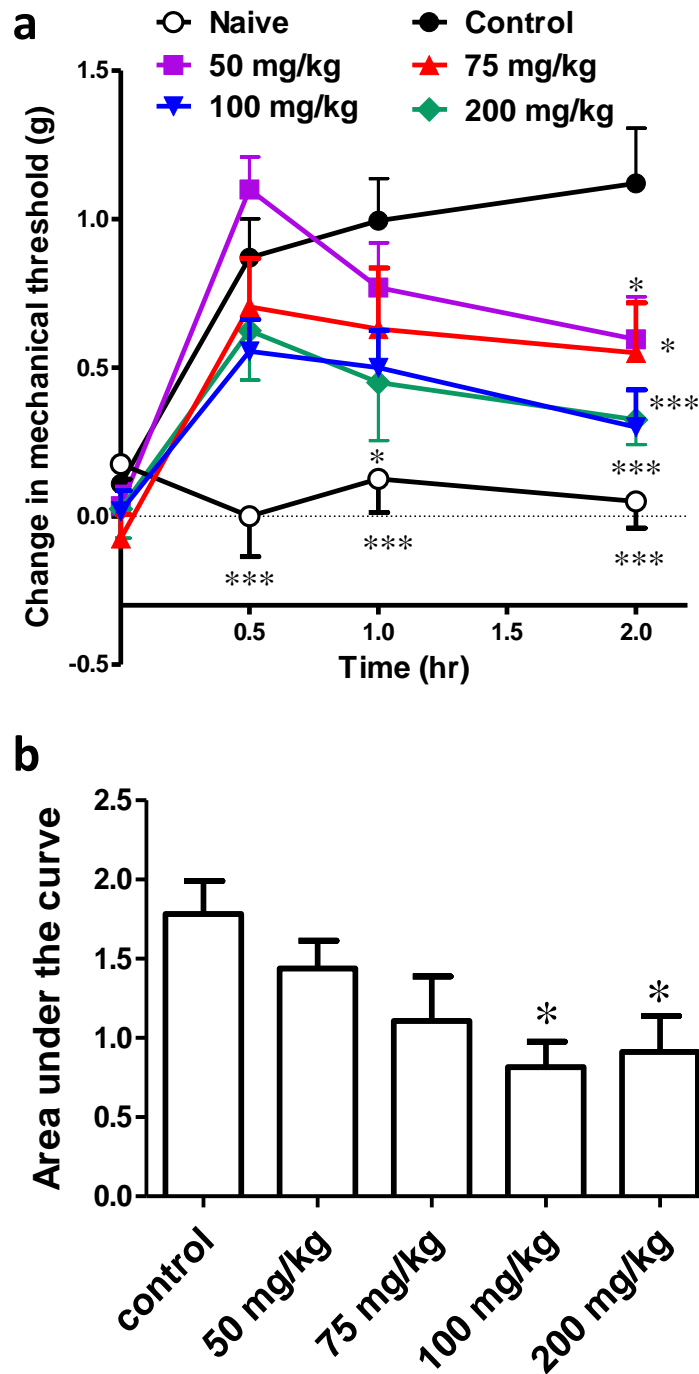 a
Naive
Control
50 mg/kg
75 mg/kg
100 mg/kg
200 mg/kg
Change in mechanical threshold (g)
1.5
1.0
0.5
0.0
-0.5
*
*
***
*
***
***
***
***
0.5
1.0
1.5
2.0
Time (hr)
b
Area under the curve
2.5
2.0
1.5
1.0
0.5
0.0
*
*
control
50 mg/kg
75 mg/kg
100 mg/kg
200 mg/kg